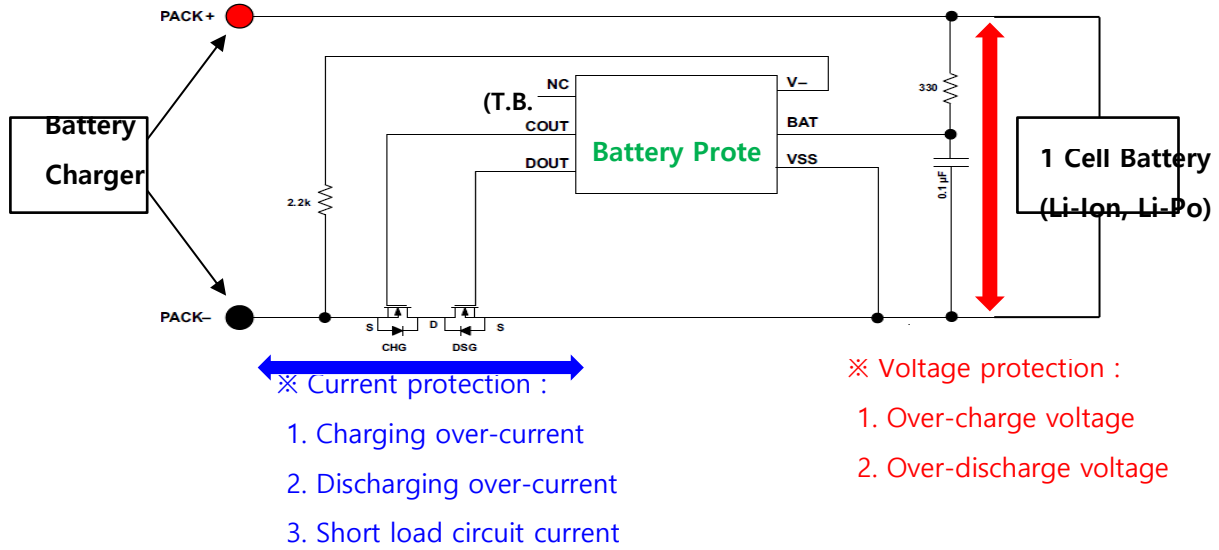 PACK+
NC
V–
(T.B.
330
Battery
Charger
COUT
BAT
DOUT
Battery Prote
VSS
1 Cell Battery
(Li-Ion, Li-Po)
2.2k
0.1 µF
PACK–
S
D
S
CHG
DSG
※ Current protection :
1. Charging over-current
2. Discharging over-current
3. Short load circuit current
※ Voltage protection :
1. Over-charge voltage
2. Over-discharge voltage